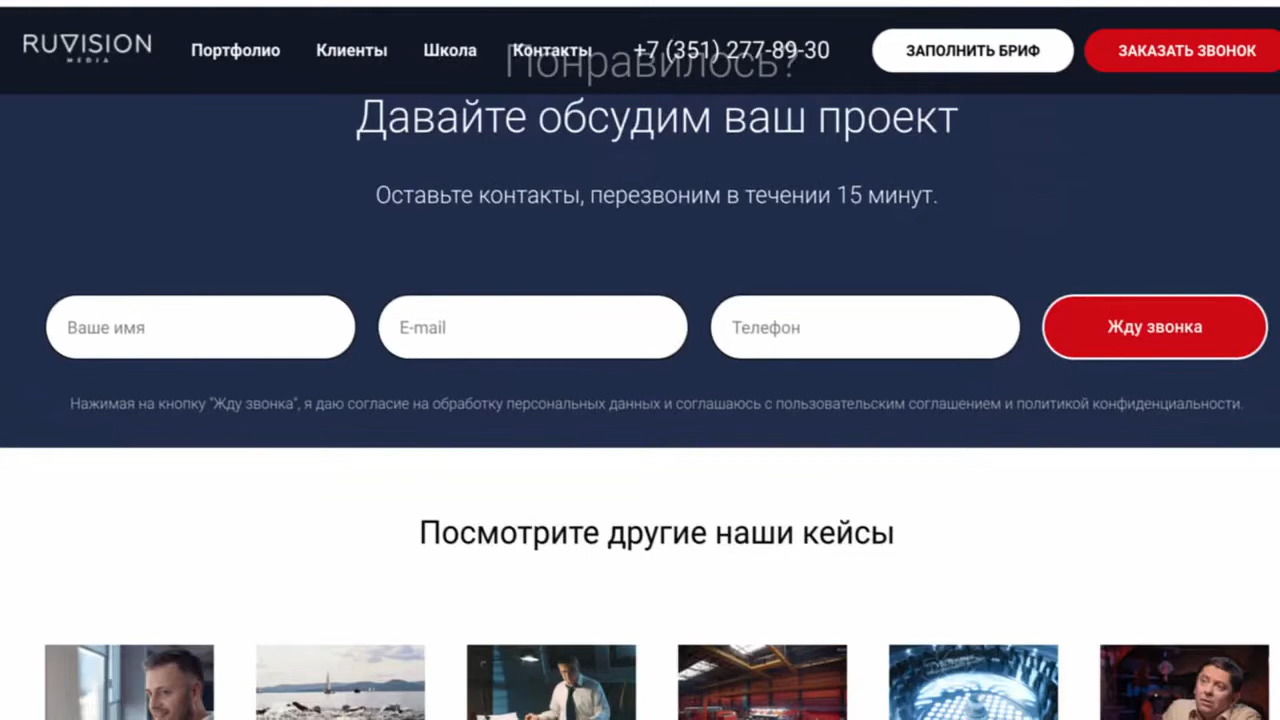 RUVISION
MEDIA
Портфолио
Клиенты
Школа
Контакты
+7 (351) 277-89-30
ЗАПОЛНИТЬ БРИФ
ЗАКАЗАТЬ ЗВОНОК
Понравилось?
Давайте обсудим ваш проект
Оставьте контакты, перезвоним в течении 15 минут.
Ваше имя
E-mail
Телефон
Жду звонка
Нажимая на кнопку "Жду звонка", я даю согласие на обработку персональных данных и соглашаюсь с пользовательским соглашением и политикой конфиденциальности.
Посмотрите другие наши кейсы